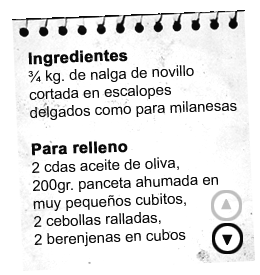 Ingredientes
¾ kg. de nalga de novillo
cortada en escalopes
delgados como para milanesas
Para relleno
2 cdas aceite de oliva,
200gr. panceta ahumada en
muy pequeños cubitos,
2 cebollas ralladas,
2 berenjenas en cubos